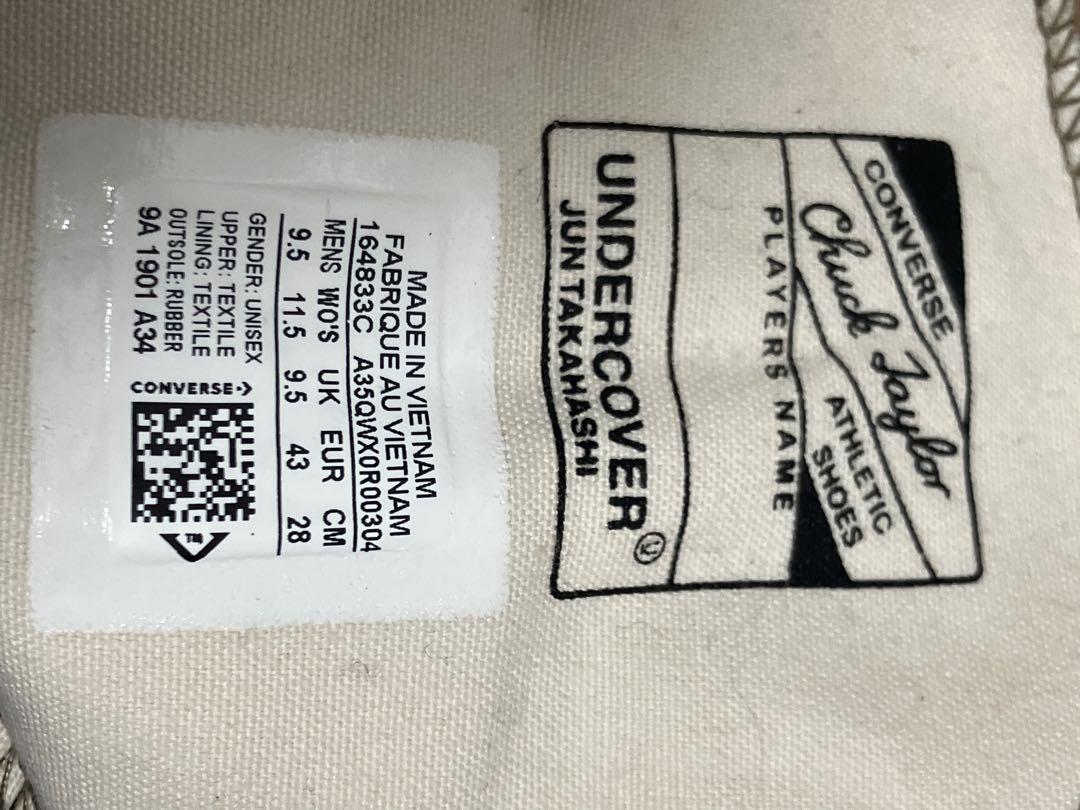 MADE IN VIETNAM
FABRIQUE AU VIETNAM
164833C A35QWX0R00304
MENS WO'S UK EUR CM
9.5 11.5 9.5 43 28
GENDER: UNISEX
UPPER: TEXTILE
LINING: TEXTILE
OUTSOLE: RUBBER
9A 1901 A34
CONVERSE
TM
CONVERSE
Chuck Taylor
ATHLETIC
SHOES
PLAYERS NAME
UNDERCOVER
U
JUN TAKAHASHI